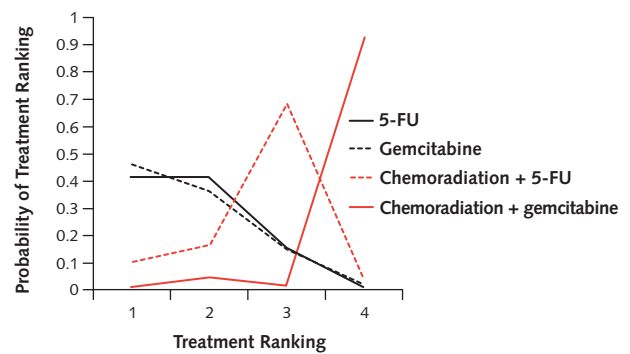 Probability of Treatment Ranking
1
0.9
0.8
0.7
0.6
0.5
0.4
0.3
0.2
0.1
0
5-FU
Gemcitabine
Chemoradiation + 5-FU
Chemoradiation + gemcitabine
1 2 3 4
Treatment Ranking